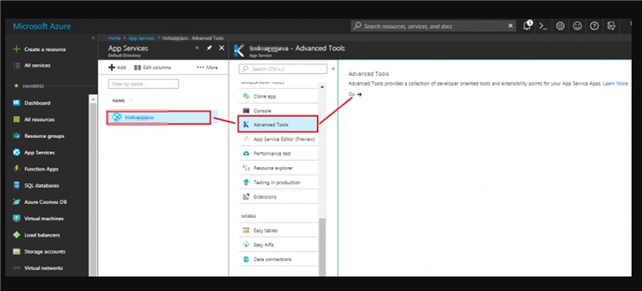 Microsoft Azure
Search resources, services, and docs
Home > App Services > - Advanced Tools
Create a resource
All services
FAVORITES
Dashboard
All resources
Resource groups
App Services
Function Apps
SQL databases
Azure Cosmos DB
Virtual machines
Load balancers
Storage accounts
Virtual networks
App Services
Default Directory
Add
Edit columns
More
Filter by name...
NAME
- Advanced Tools
App Service
Search (Ctrl+/)
DEVELOPMENT TOOLS
Clone app
Console
Advanced Tools
App Service Editor (Preview)
Performance test
Resource explorer
Testing in production
Extensions
MOBILE
Easy tables
Easy APIs
Data connections
Advanced Tools
Advanced Tools provides a collection of developer oriented tools and extensibility points for your App Service Apps. Learn More
Go →